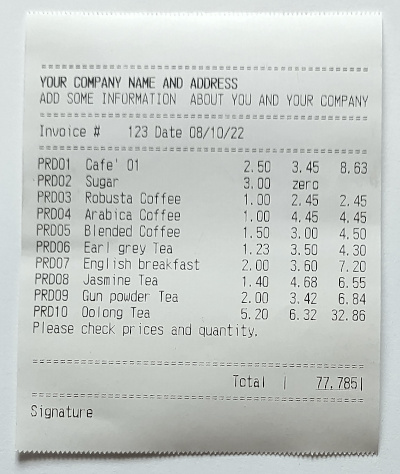 YOUR COMPANY NAME AND ADDRESS
ADD SOME INFORMATION ABOUT YOU AND YOUR COMPANY
Invoice # 123 Date 08/10/22
PRD01 Cafe' 01 2.50 3.45 8.63
PRD02 Sugar 3.00 zero
PRD03 Robusta Coffee 1.00 2.45 2.45
PRD04 Arabica Coffee 1.00 4.45 4.45
PRD05 Blended Coffee 1.50 3.00 4.50
PRD06 Earl grey Tea 1.23 3.50 4.30
PRD07 English breakfast 2.00 3.60 7.20
PRD08 Jasmine Tea 1.40 4.68 6.55
PRD09 Gun powder Tea 2.00 3.42 6.84
PRD10 Oolong Tea 5.20 6.32 32.86
Please check prices and quantity.
Total | 77.785|
Signature